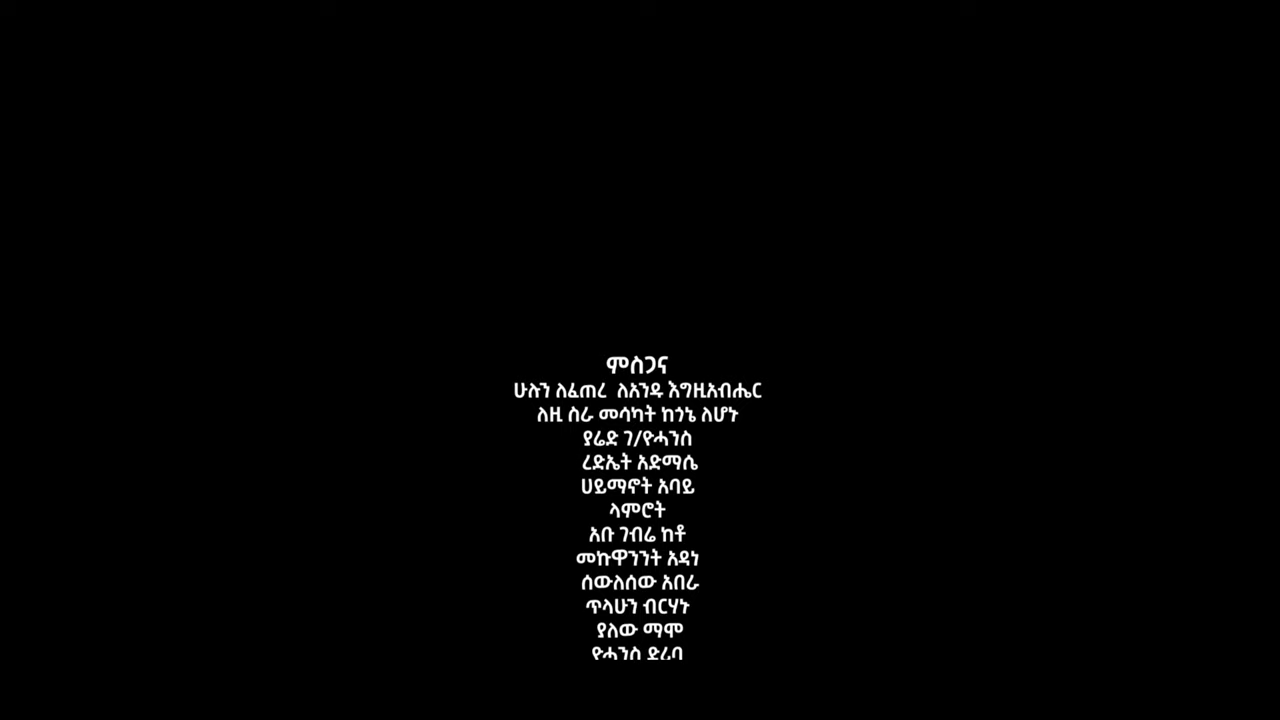 ምስጋና
ሁሉን ለፈጠረ ለአንዱ እግዚአብሔር
ለዚ ስራ መሳካት ከጎኔ ለሆኑ
ያሬድ ገ/ዮሓንስ
ረድኤት አድማሴ
ሀይማኖት አባይ
ላምሮት
አቡ ገብሬ ከቶ
መኩዋንንት አዳነ
ሰውለሰው አበራ
ጥላሁን ብርሃኑ
ያለው ማሞ
ዮሓንስ